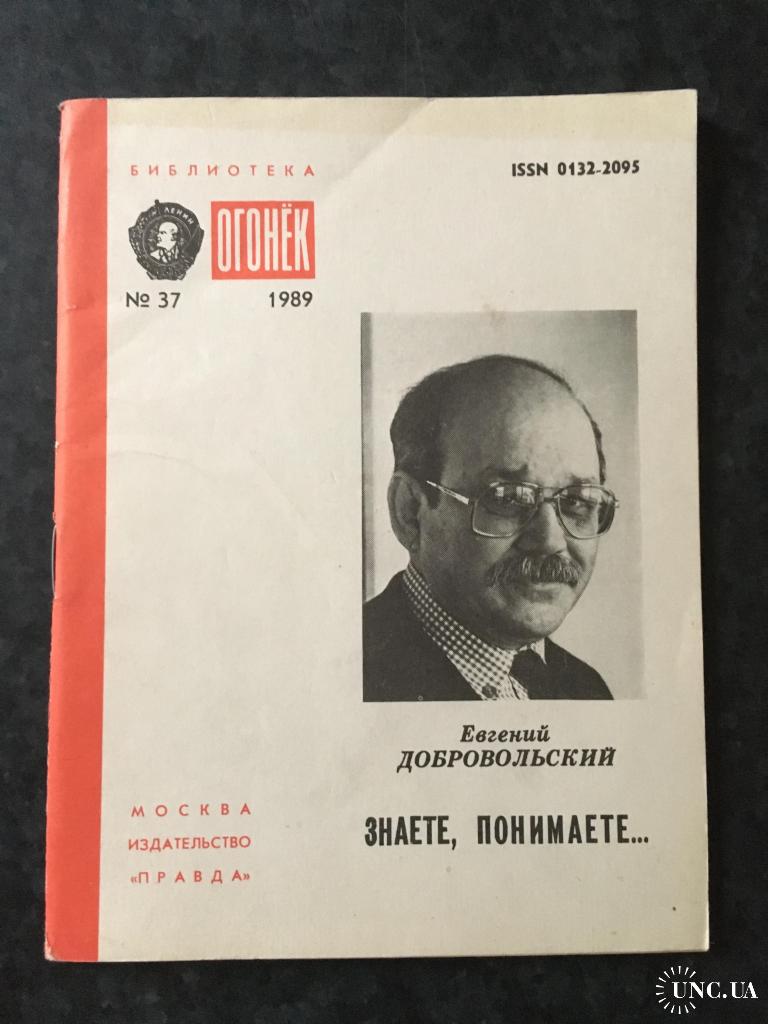 БИБЛИОТЕКА
ISSN 0132-2095
ЛЕНИН
ОГОНЁК
№ 37 1989
Евгений
ДОБРОВОЛЬСКИЙ
ЗНАЕТЕ, ПОНИМАЕТЕ...
МОСКВА
ИЗДАТЕЛЬСТВО
«ПРАВДА»
UNC.UA